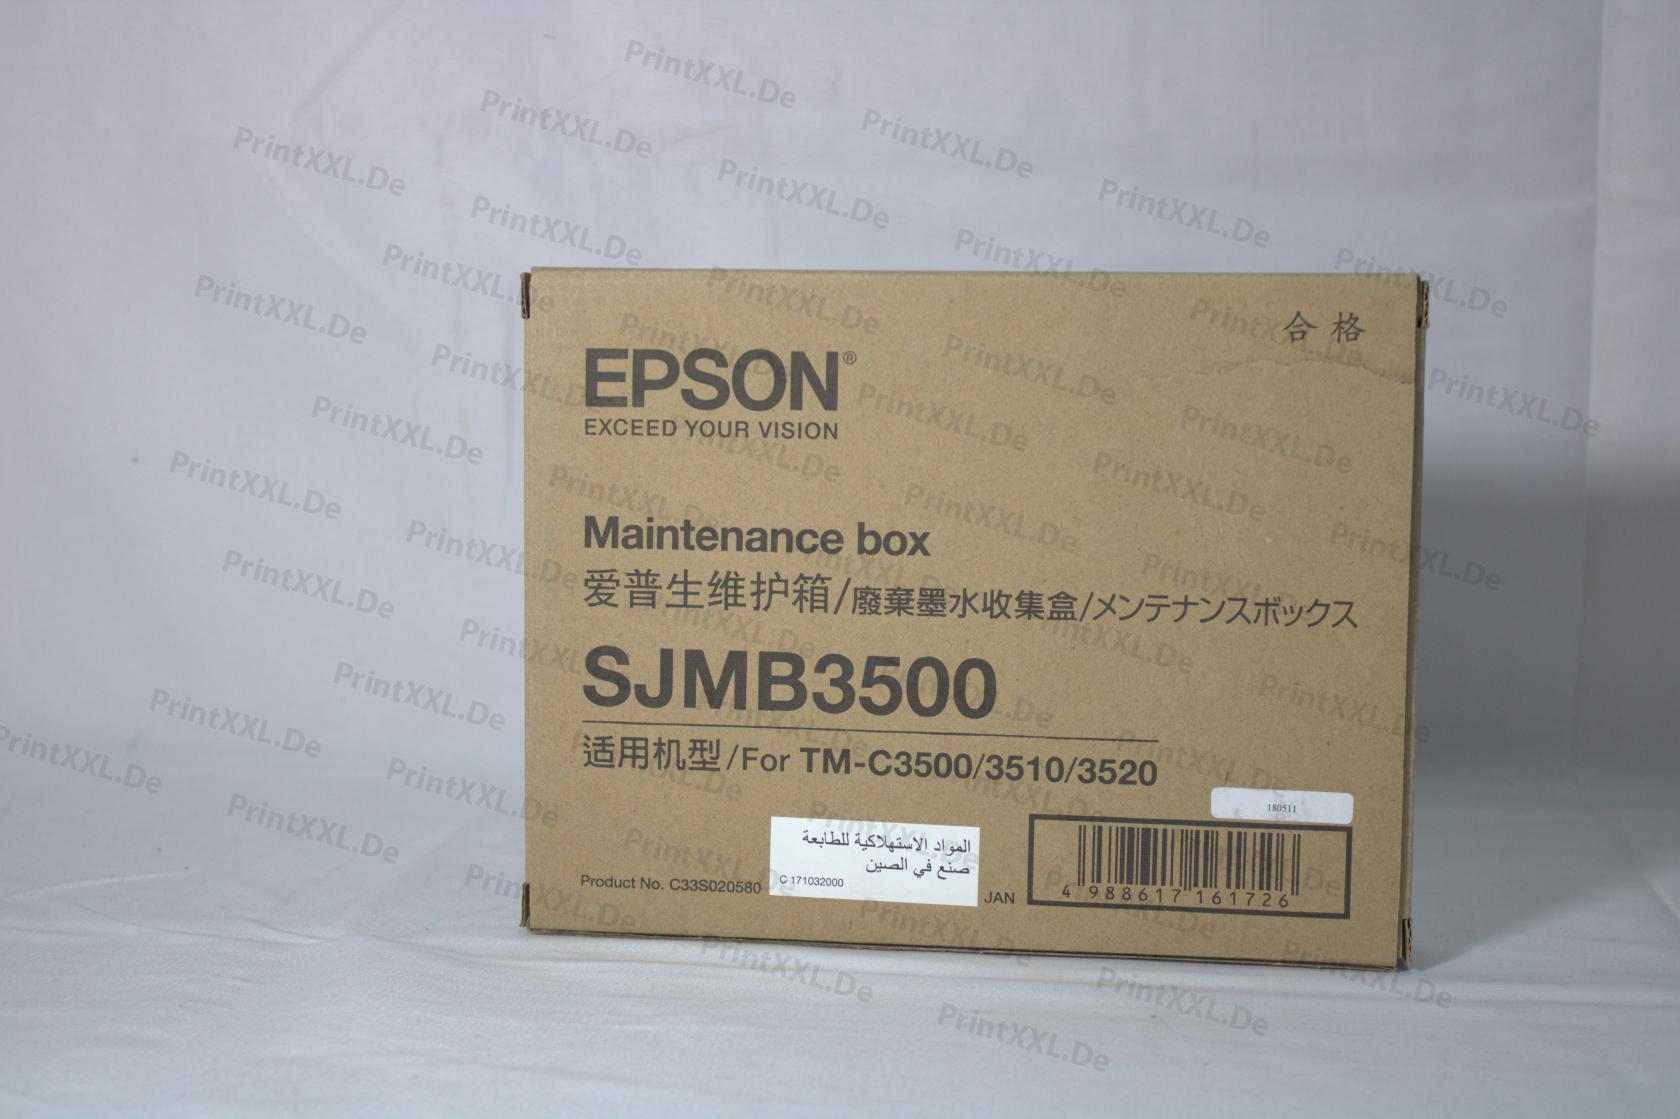 合格
EPSON®
EXCEED YOUR VISION
Maintenance box
爱普生维护箱/廢棄墨水收集盒/メンテナンスボックス
SJMB3500
适用机型/For TM-C3500/3510/3520
180511
المواد الاستهلاكية للطابعة
صنع في الصين
C 171032000
Product No. C33S020580
JAN
4 988617 161726
PrintXXL.De